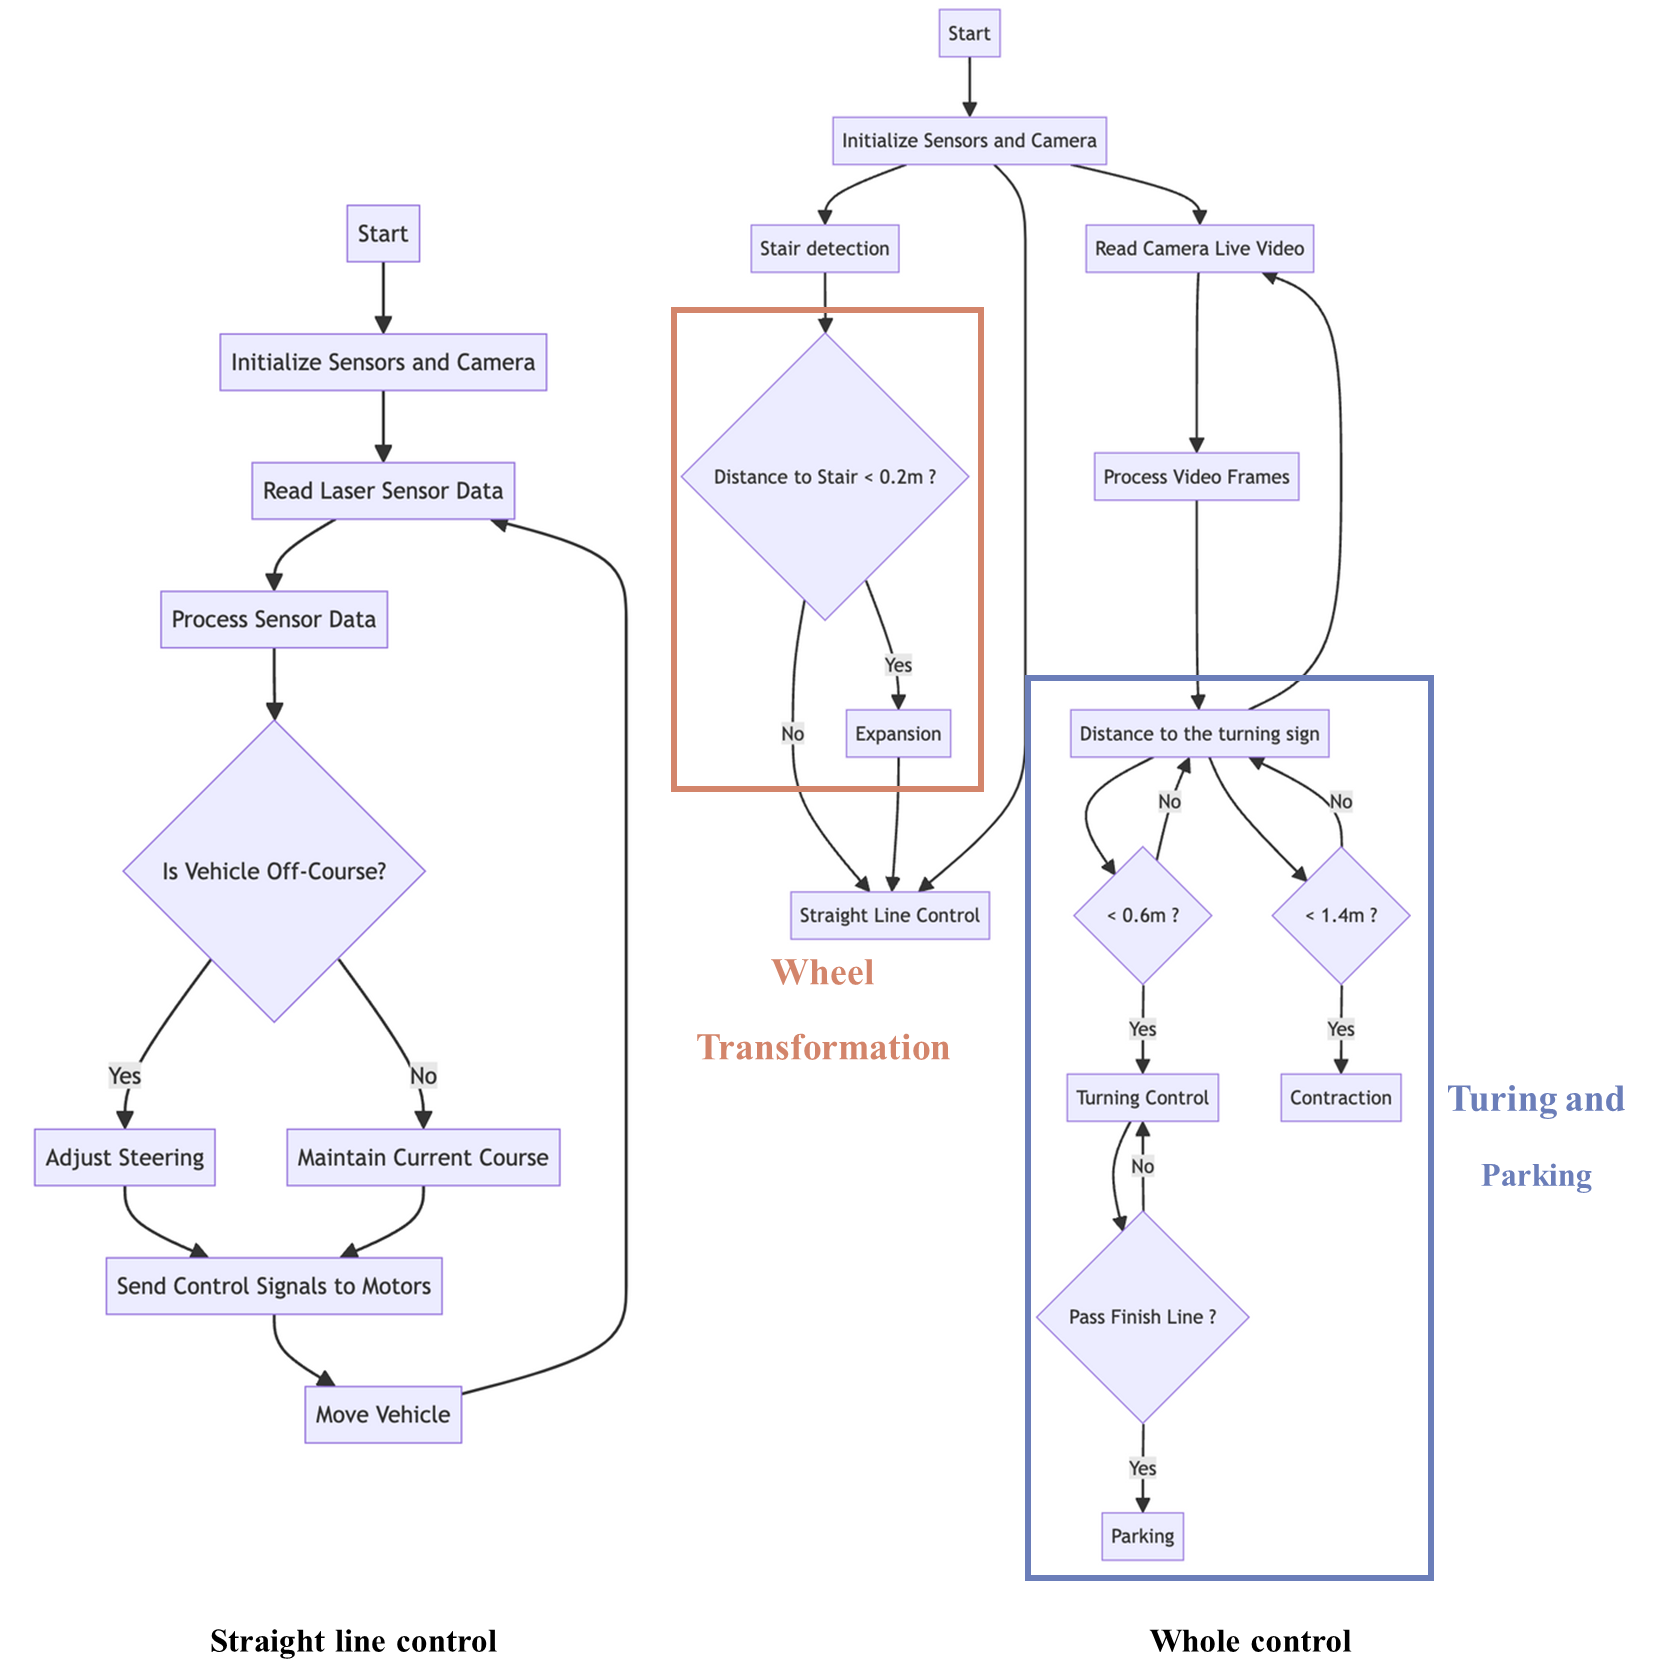 Start
Initialize Sensors and Camera
Read Laser Sensor Data
Process Sensor Data
Is Vehicle Off-Course?
Yes
No
Adjust Steering
Maintain Current Course
Send Control Signals to Motors
Move Vehicle
Straight line control
Start
Initialize Sensors and Camera
Stair detection
Read Camera Live Video
Distance to Stair < 0.2m ?
Process Video Frames
Yes
No
Expansion
Straight Line Control
Wheel
Transformation
Distance to the turning sign
No
No
< 0.6m ?
< 1.4m ?
Yes
Yes
Turning Control
Contraction
No
Pass Finish Line ?
Yes
Parking
Turing and
Parking
Whole control